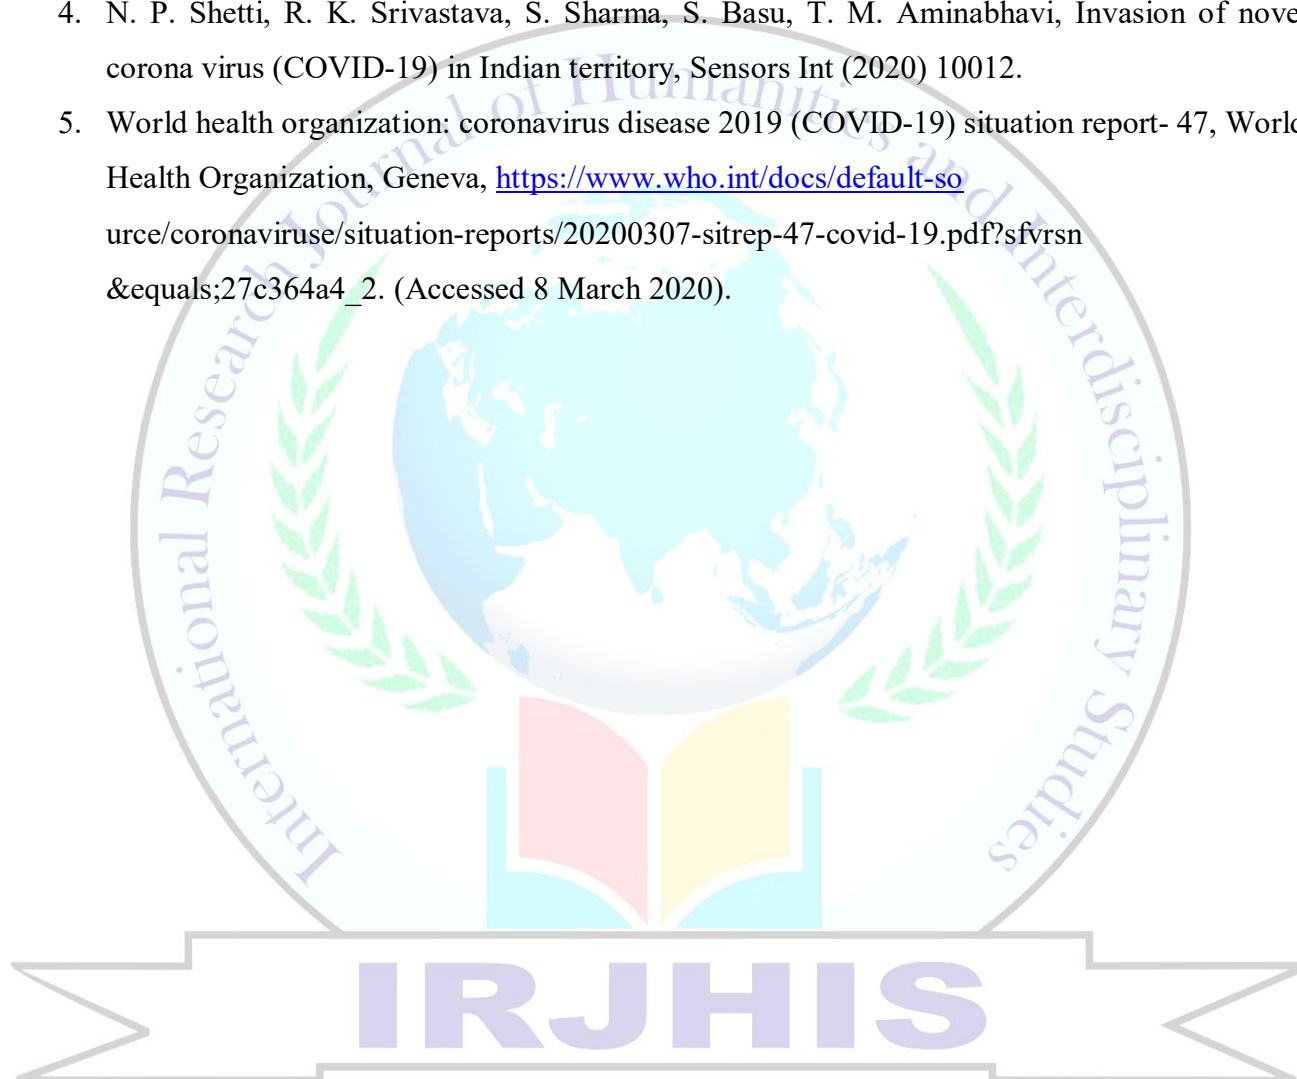 4. N. P. Shetti, R. K. Srivastava, S. Sharma, S. Basu, T. M. Aminabhavi, Invasion of nove
corona virus (COVID-19) in Indian territory, Sensors Int (2020) 10012.
5. World health organization: coronavirus disease 2019 (COVID-19) situation report- 47, World
Health Organization, Geneva, https://www.who.int/docs/default-so
urce/coronaviruse/situation-reports/20200307-sitrep-47-covid-19.pdf?sfvrsn
&equals;27c364a4_2. (Accessed 8 March 2020).
International Research Journal of Humanities and Interdisciplinary Studies
IRJHIS